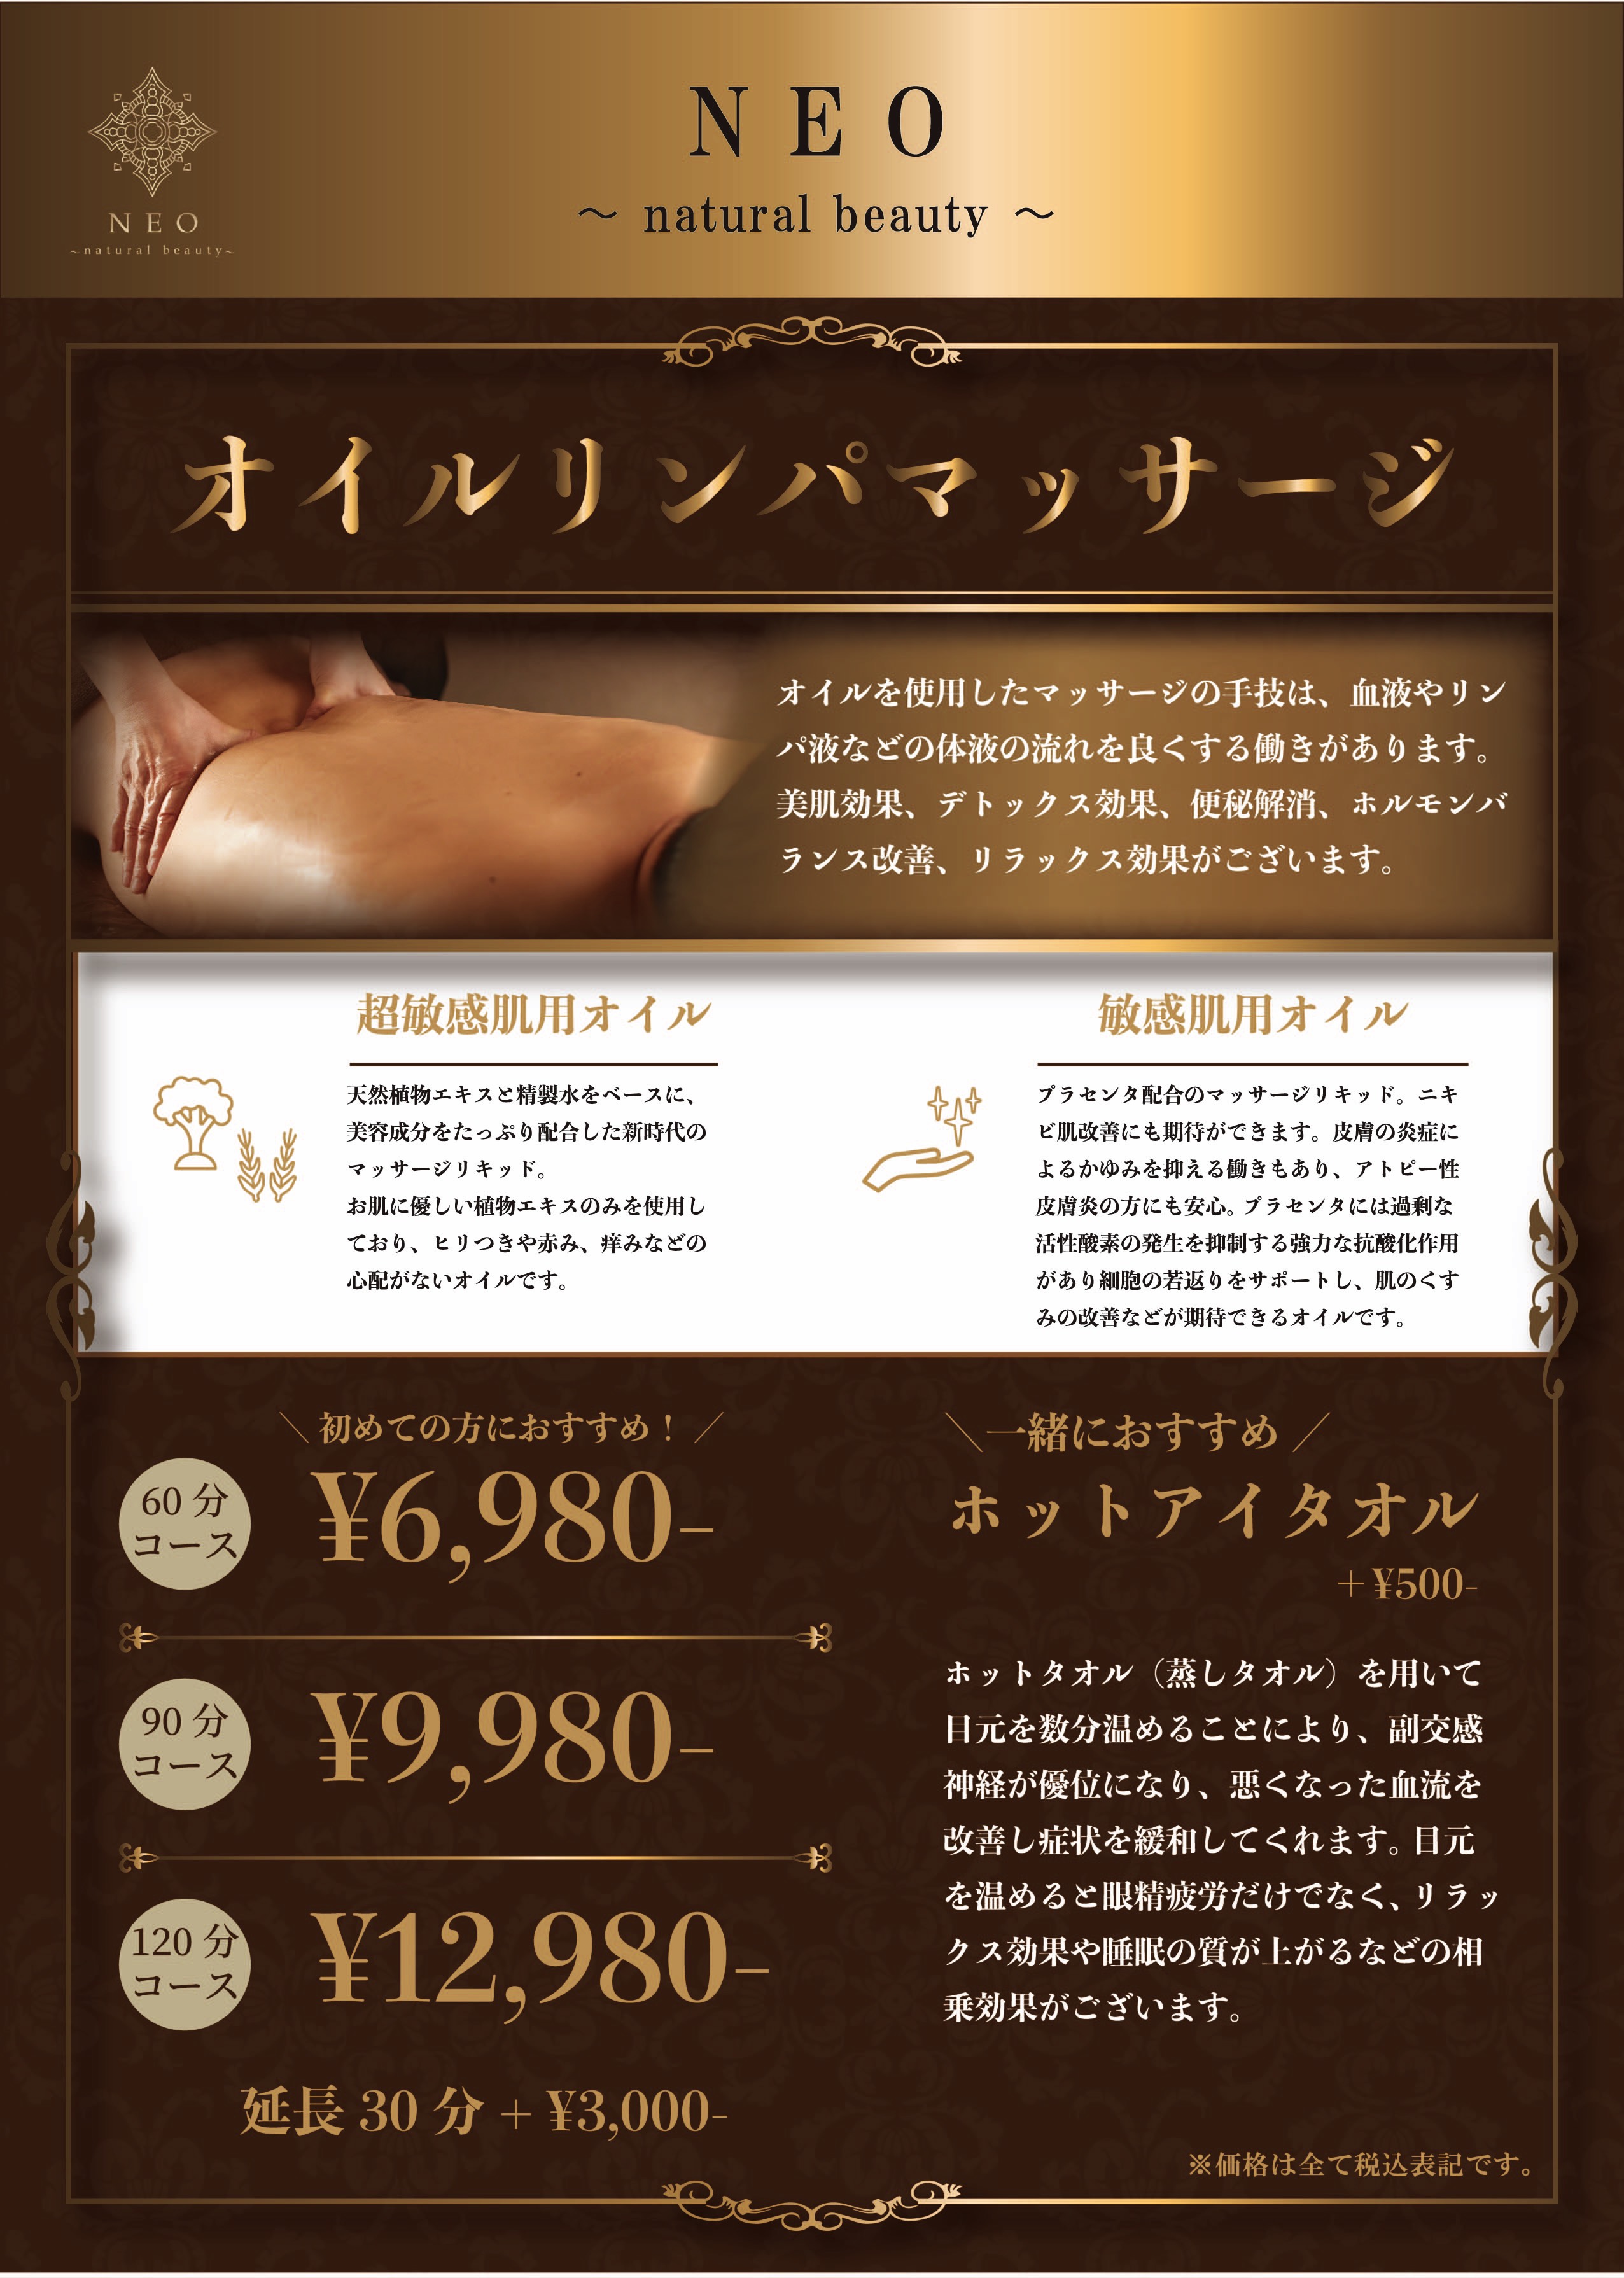 NEO
~natural beauty~
NEO
～ natural beauty ～
オイルリンパマッサージ
オイルを使用したマッサージの手技は、血液やリン
パ液などの体液の流れを良くする働きがあります。
美肌効果、デトックス効果、便秘解消、ホルモンバ
ランス改善、リラックス効果がございます。
超敏感肌用オイル
天然植物エキスと精製水をベースに、
美容成分をたっぷり配合した新時代の
マッサージリキッド。
お肌に優しい植物エキスのみを使用し
ており、ヒリつきや赤み、痒みなどの
心配がないオイルです。
敏感肌用オイル
プラセンタ配合のマッサージリキッド。ニキ
ビ肌改善にも期待ができます。皮膚の炎症に
よるかゆみを抑える働きもあり、アトピー性
皮膚炎の方にも安心。プラセンタには過剰な
活性酸素の発生を抑制する強力な抗酸化作用
があり細胞の若返りをサポートし、肌のくす
みの改善などが期待できるオイルです。
＼ 初めての方におすすめ！ ／
60 分
コース
¥6,980-
90 分
コース
¥9,980-
120 分
コース
¥12,980-
延長 30 分 + ¥3,000-
＼一緒におすすめ ／
ホットアイタオル
+¥500-
ホットタオル（蒸しタオル）を用いて
目元を数分温めることにより、副交感
神経が優位になり、悪くなった血流を
改善し症状を緩和してくれます。目元
を温めると眼精疲労だけでなく、リラッ
クス効果や睡眠の質が上がるなどの相
乗効果がございます。
※価格は全て税込表記です。